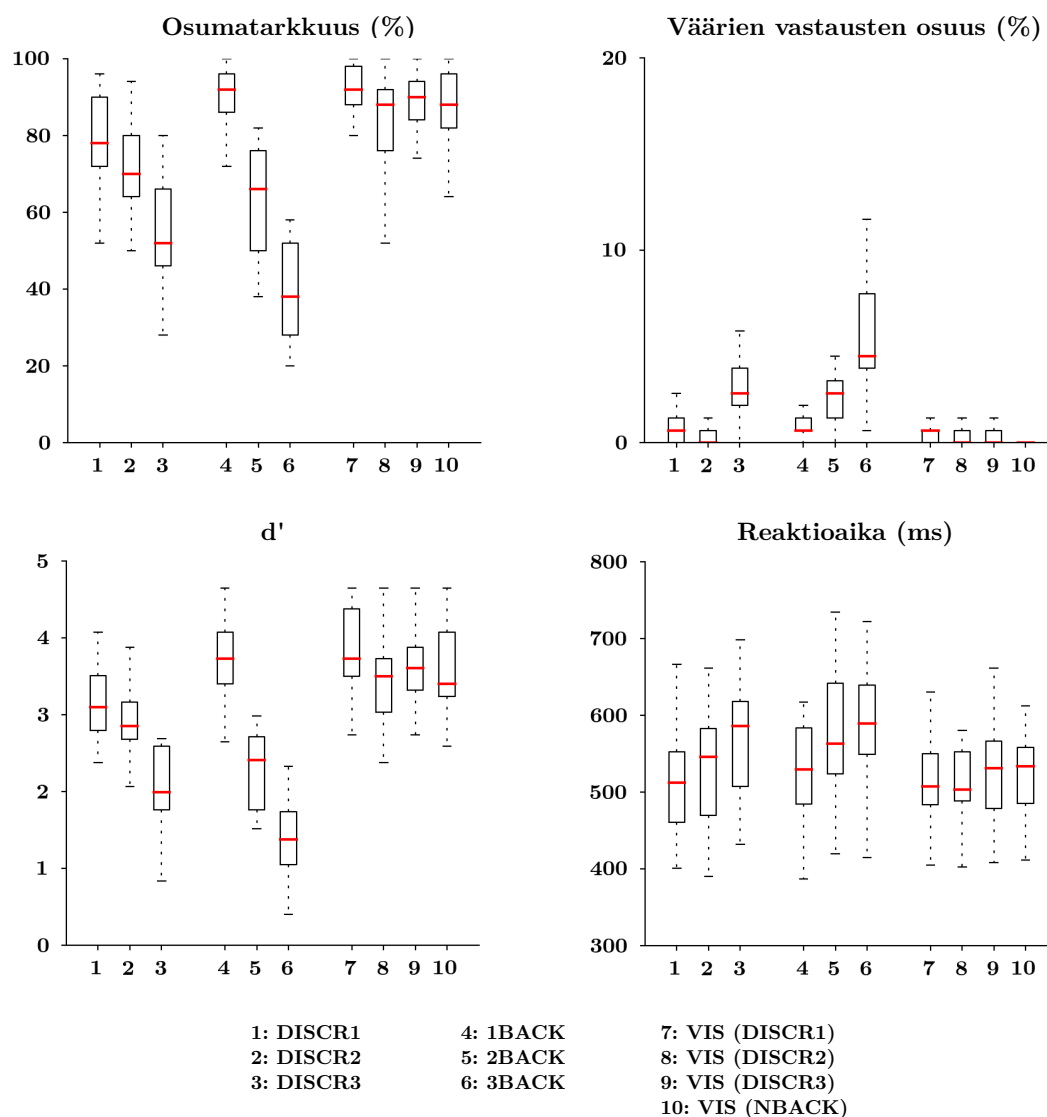 Osumatarkkuus (%)
100
80
60
40
20
0
1 2 3 4 5 6 7 8 9 10
Väärien vastausten osuus (%)
20
10
0
1 2 3 4 5 6 7 8 9 10
d'
5
4
3
2
1
0
1 2 3 4 5 6 7 8 9 10
Reaktioaika (ms)
800
700
600
500
400
300
1 2 3 4 5 6 7 8 9 10
1: DISCR1
2: DISCR2
3: DISCR3
4: 1BACK
5: 2BACK
6: 3BACK
7: VIS (DISCR1)
8: VIS (DISCR2)
9: VIS (DISCR3)
10: VIS (NBACK)